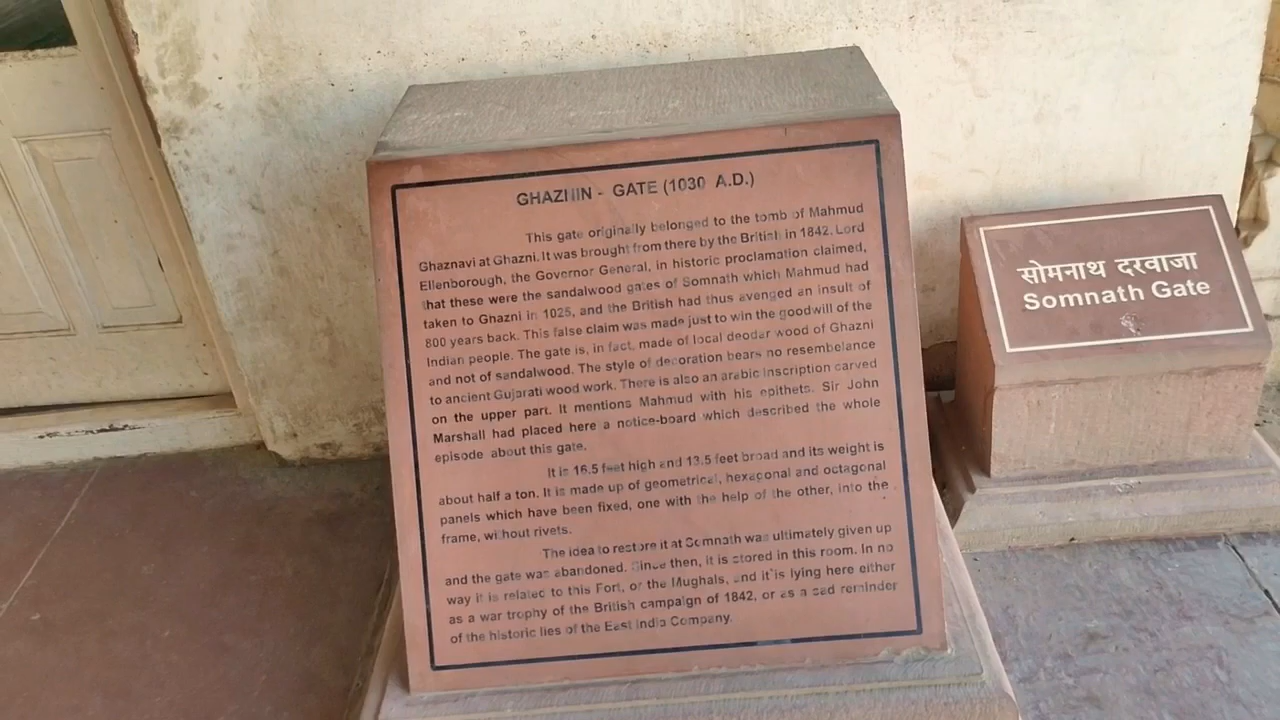 GHAZNIN - GATE (1030 A.D.)
This gate originally belonged to the tomb of Mahmud
Ghaznavi at Ghazni. It was brought from there by the British in 1842. Lord
Ellenborough, the Governor General, in historic proclamation claimed,
that these were the sandalwood gates of Somnath which Mahmud had
taken to Ghazni in 1025, and the British had thus avenged an insult of
800 years back. This false claim was made just to win the goodwill of the
Indian people. The gate is, in fact, made of local deodar wood of Ghazni
and not of sandalwood. The style of decoration bears no resembelance
to ancient Gujarati wood work. There is also an arabic inscription carved
on the upper part. It mentions Mahmud with his epithets. Sir John
Marshall had placed here a notice-board which described the whole
episode about this gate.
It is 16.5 feet high and 13.5 feet broad and its weight is
about half a ton. It is made up of geometrical, hexagonal and octagonal
panels which have been fixed, one with the help of the other, into the
frame, without rivets.
The idea to restore it at Somnath was ultimately given up
and the gate was abandoned. Since then, it is stored in this room. In no
way it is related to this Fort, or the Mughals, and it is lying here either
as a war trophy of the British campaign of 1842, or as a sad reminder
of the historic lies of the East India Company.
सोमनाथ दरवाजा
Somnath Gate